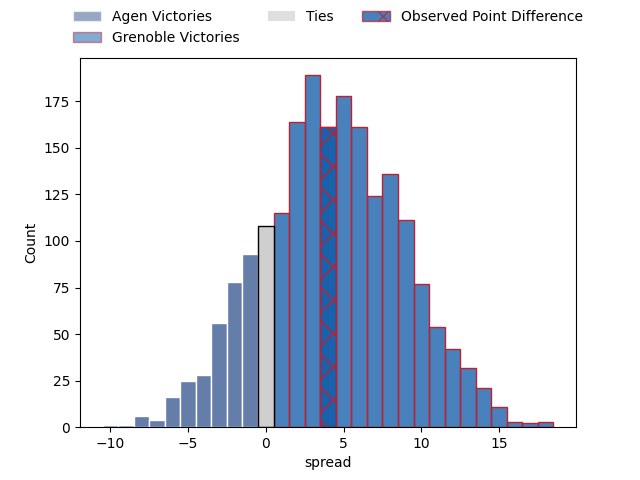 Agen Victories
Ties
Observed Point Difference
Grenoble Victories
175
150
125
100
75
50
25
0
Count
−10
−5
0
5
10
15
spread